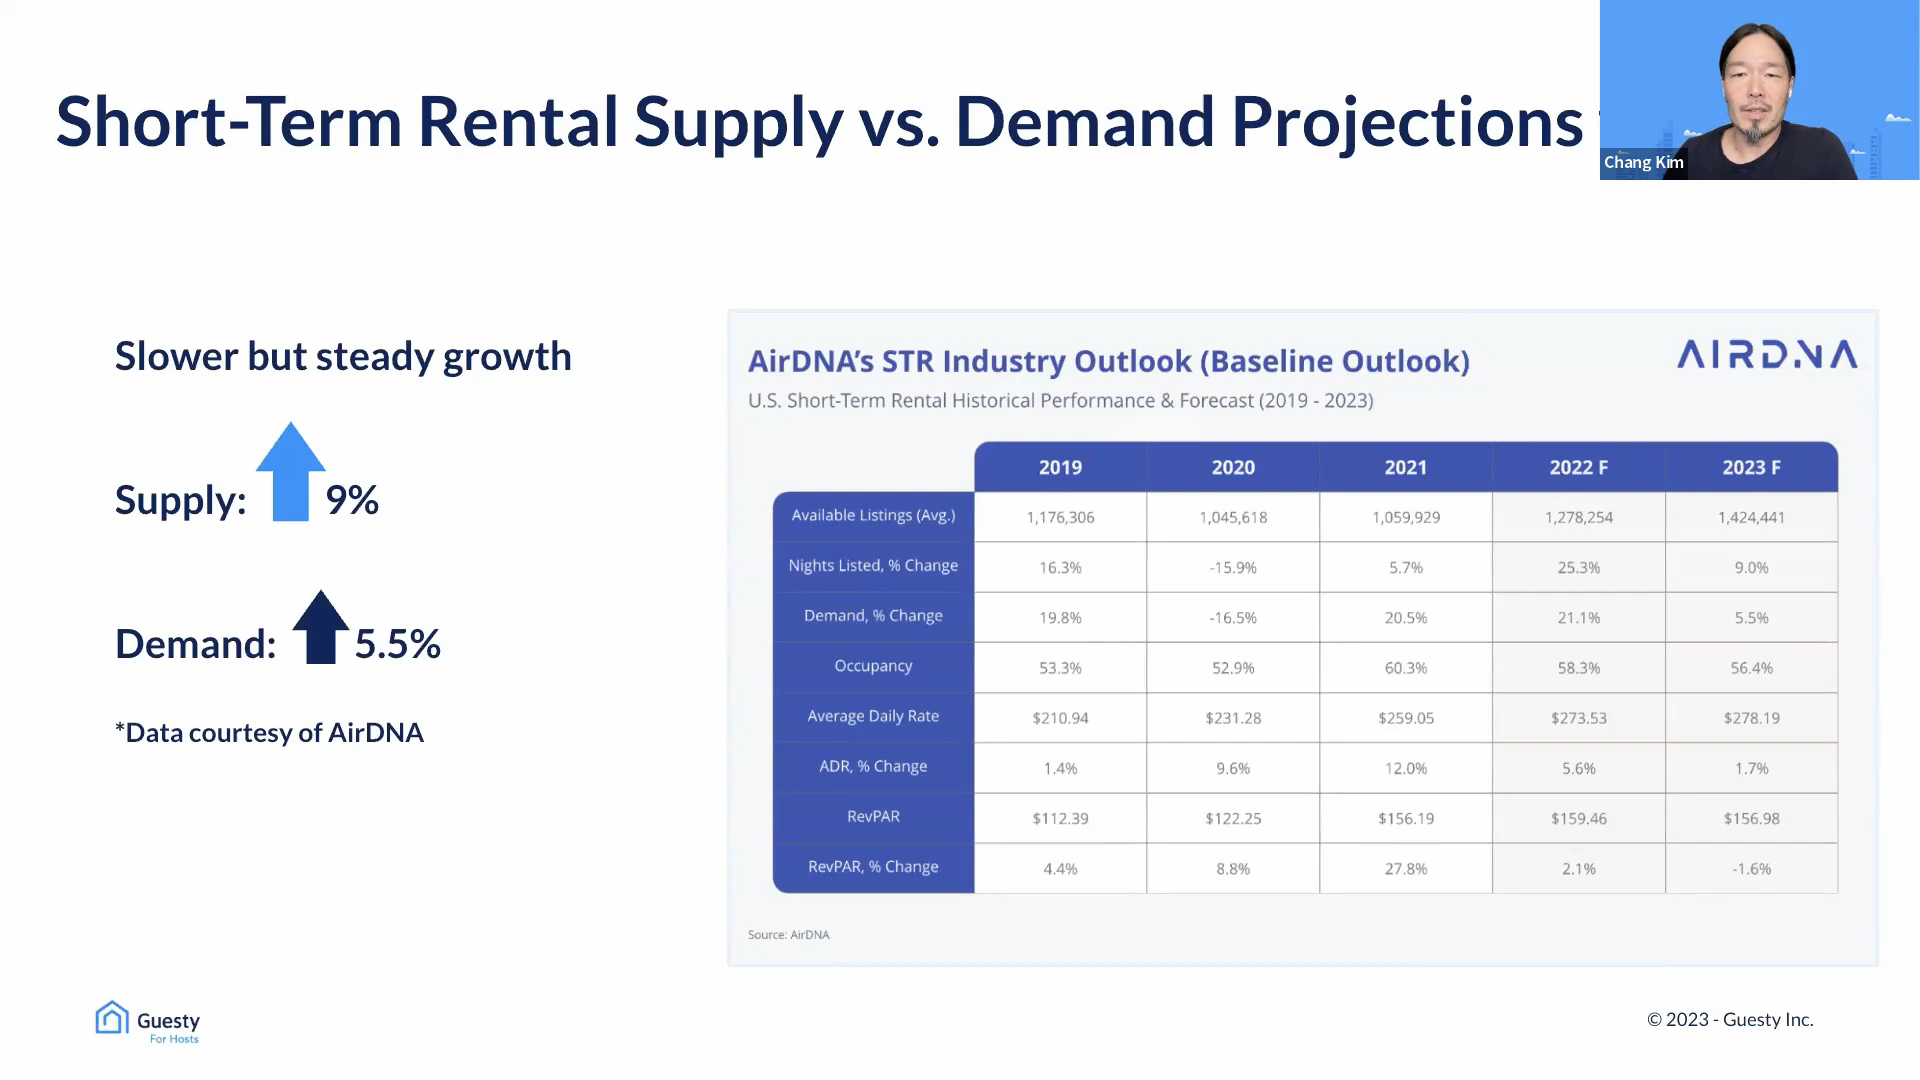 Short-Term Rental Supply vs. Demand Projections
Chang Kim
Slower but steady growth
Supply: 9%
Demand: 5.5%
*Data courtesy of AirDNA
AirDNA's STR Industry Outlook (Baseline Outlook)
AIRDNA
U.S. Short-Term Rental Historical Performance & Forecast (2019 - 2023)
2019 2020 2021 2022 F 2023 F
Available Listings (Avg.) 1,176,306 1,045,618 1,059,929 1,278,254 1,424,441
Nights Listed, % Change 16.3% -15.9% 5.7% 25.3% 9.0%
Demand, % Change 19.8% -16.5% 20.5% 21.1% 5.5%
Occupancy 53.3% 52.9% 60.3% 58.3% 56.4%
Average Daily Rate $210.94 $231.28 $259.05 $273.53 $278.19
ADR, % Change 1.4% 9.6% 12.0% 5.6% 1.7%
RevPAR $112.39 $122.25 $156.19 $159.46 $156.98
RevPAR, % Change 4.4% 8.8% 27.8% 2.1% -1.6%
Source: AirDNA
Guesty
For Hosts
© 2023 - Guesty Inc.